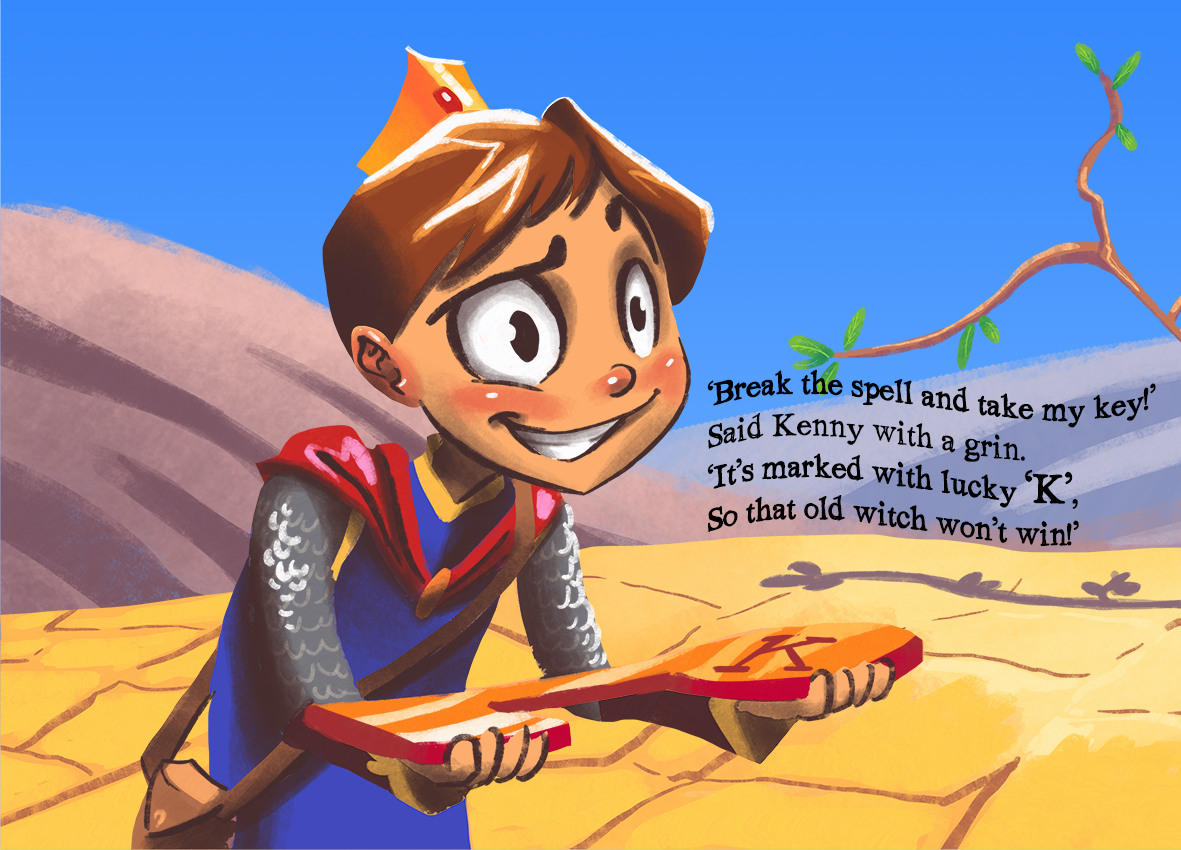 ‘Break the spell and take my key!’
Said Kenny with a grin.
‘It’s marked with lucky ‘K’,
So that old witch won’t win!’
K